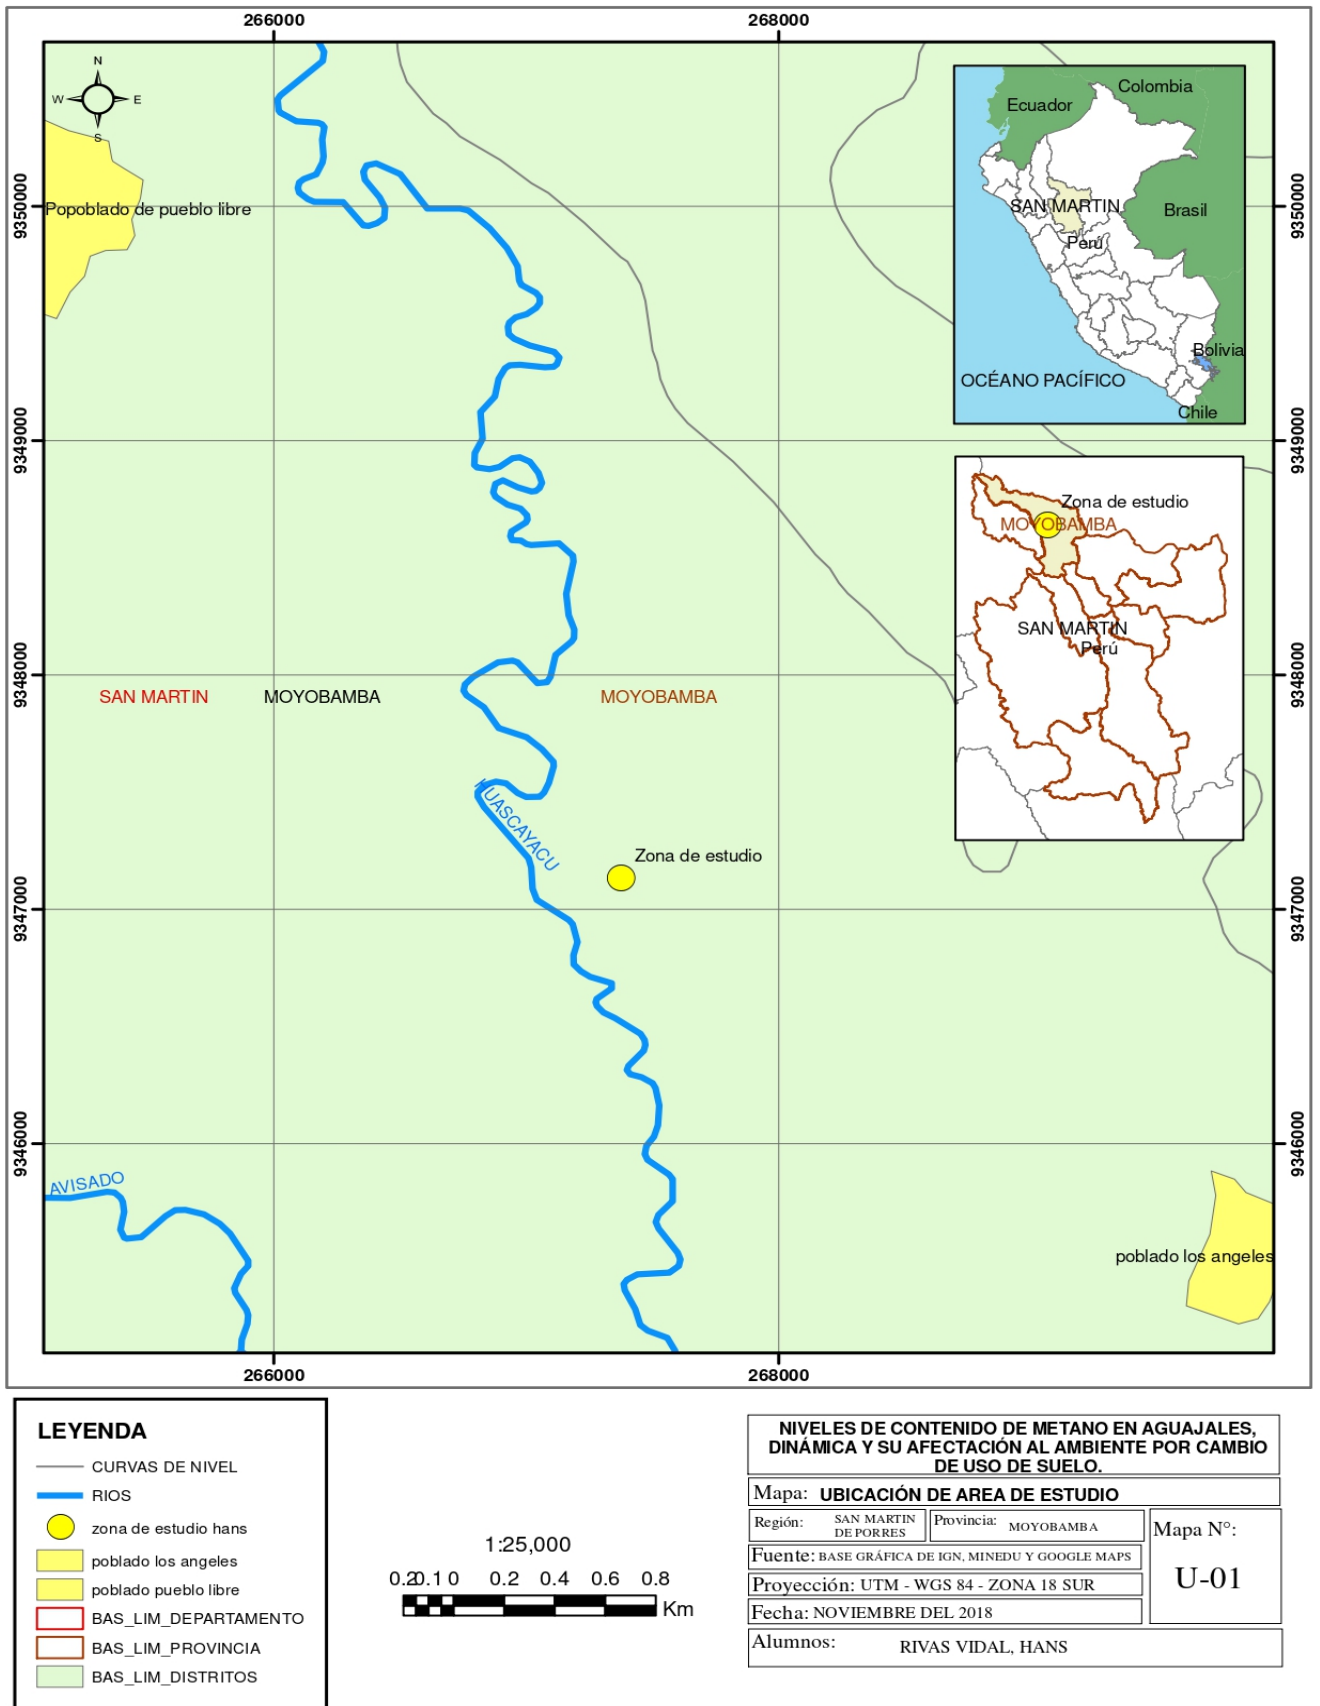 266000
268000
N
W
E
S
Ecuador
Colombia
9350000
9350000
Popoblado de pueblo libre
SAN MARTIN
Brasil
Perú
Bolivia
OCÉANO PACÍFICO
Chile
9349000
9349000
Zona de estudio
MOYOBAMBA
SAN MARTIN
Perú
9348000
9348000
SAN MARTIN
MOYOBAMBA
MOYOBAMBA
HUASCAYACU
Zona de estudio
9347000
9347000
9346000
9346000
AVISADO
poblado los angeles
266000
268000
LEYENDA
CURVAS DE NIVEL
RIOS
zona de estudio hans
poblado los angeles
poblado pueblo libre
BAS_LIM_DEPARTAMENTO
BAS_LIM_PROVINCIA
BAS_LIM_DISTRITOS
1:25,000
0.20.1 0 0.2 0.4 0.6 0.8
Km
NIVELES DE CONTENIDO DE METANO EN AGUAJALES,
DINÁMICA Y SU AFECTACIÓN AL AMBIENTE POR CAMBIO
DE USO DE SUELO.
Mapa: UBICACIÓN DE AREA DE ESTUDIO
Región: SAN MARTIN
DE PORRES
Provincia: MOYOBAMBA
Mapa N°:
U-01
Fuente: BASE GRÁFICA DE IGN, MINEDU Y GOOGLE MAPS
Proyección: UTM - WGS 84 - ZONA 18 SUR
Fecha: NOVIEMBRE DEL 2018
Alumnos: RIVAS VIDAL, HANS